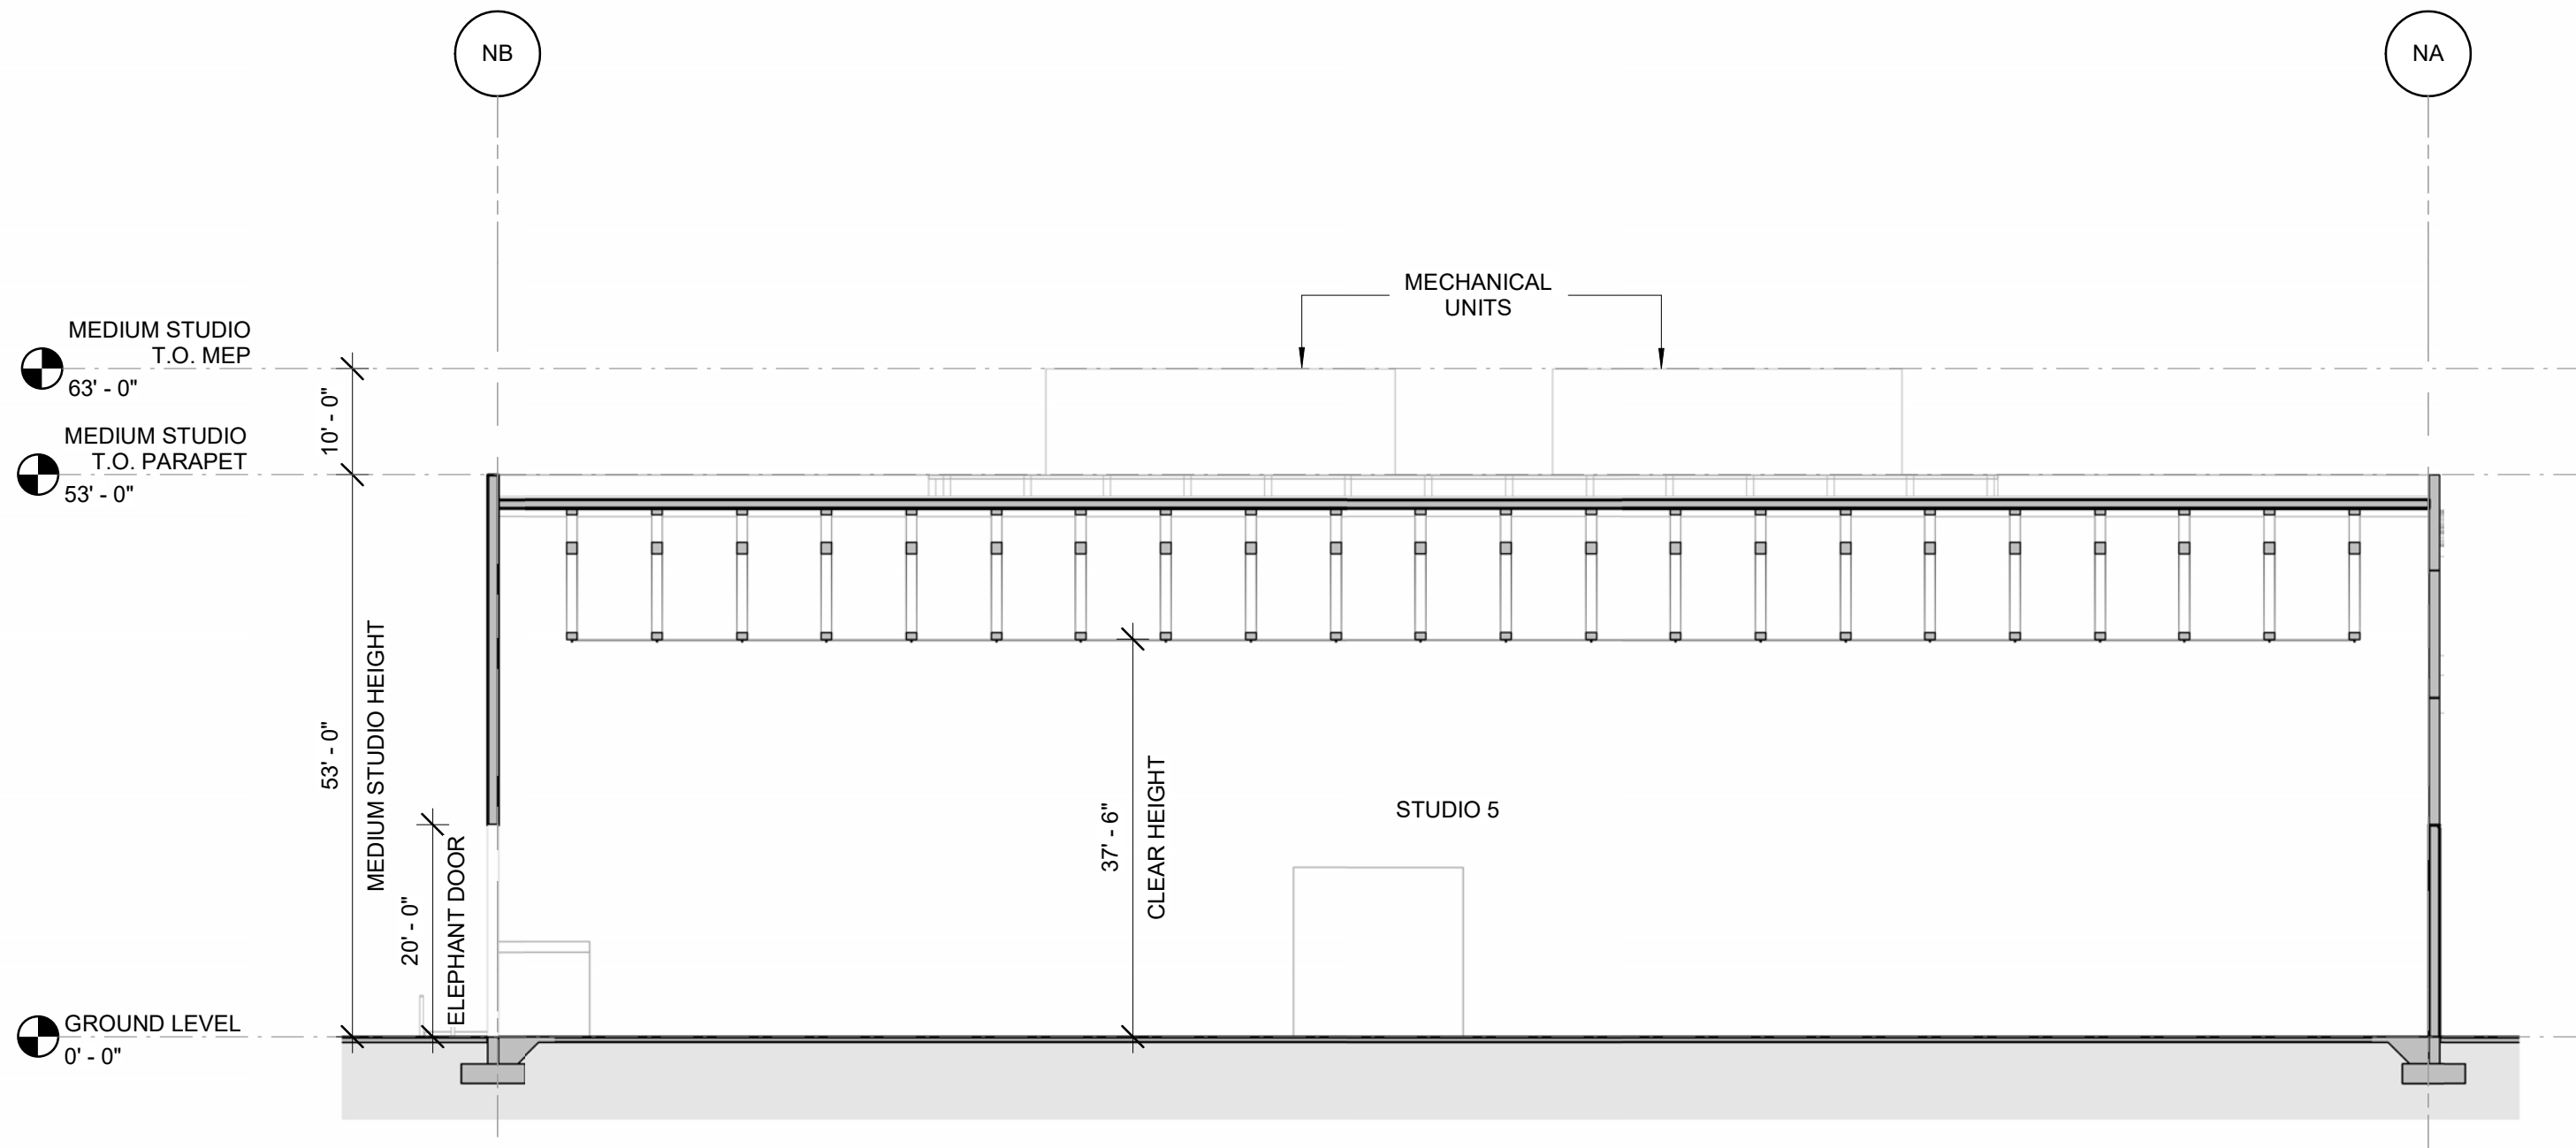 NB
NA
MECHANICAL
UNITS
MEDIUM STUDIO
T.O. MEP
63' - 0"
10' - 0"
MEDIUM STUDIO
T.O. PARAPET
53' - 0"
53' - 0"
MEDIUM STUDIO HEIGHT
20' - 0"
ELEPHANT DOOR
37' - 6"
CLEAR HEIGHT
STUDIO 5
GROUND LEVEL
0' - 0"